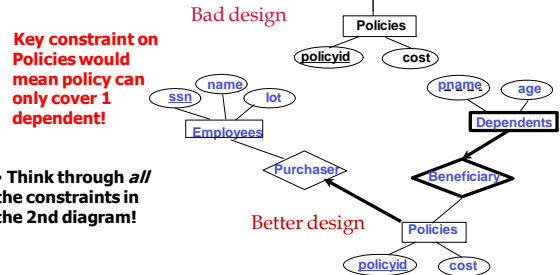 Bad design
Policies
policyid
cost
Key constraint on
Policies would
mean policy can
only cover 1
dependent!
name
ssn
lot
Employees
pname
age
Dependents
• Think through all
the constraints in
the 2nd diagram!
Purchaser
Beneficiary
Better design
Policies
policyid
cost